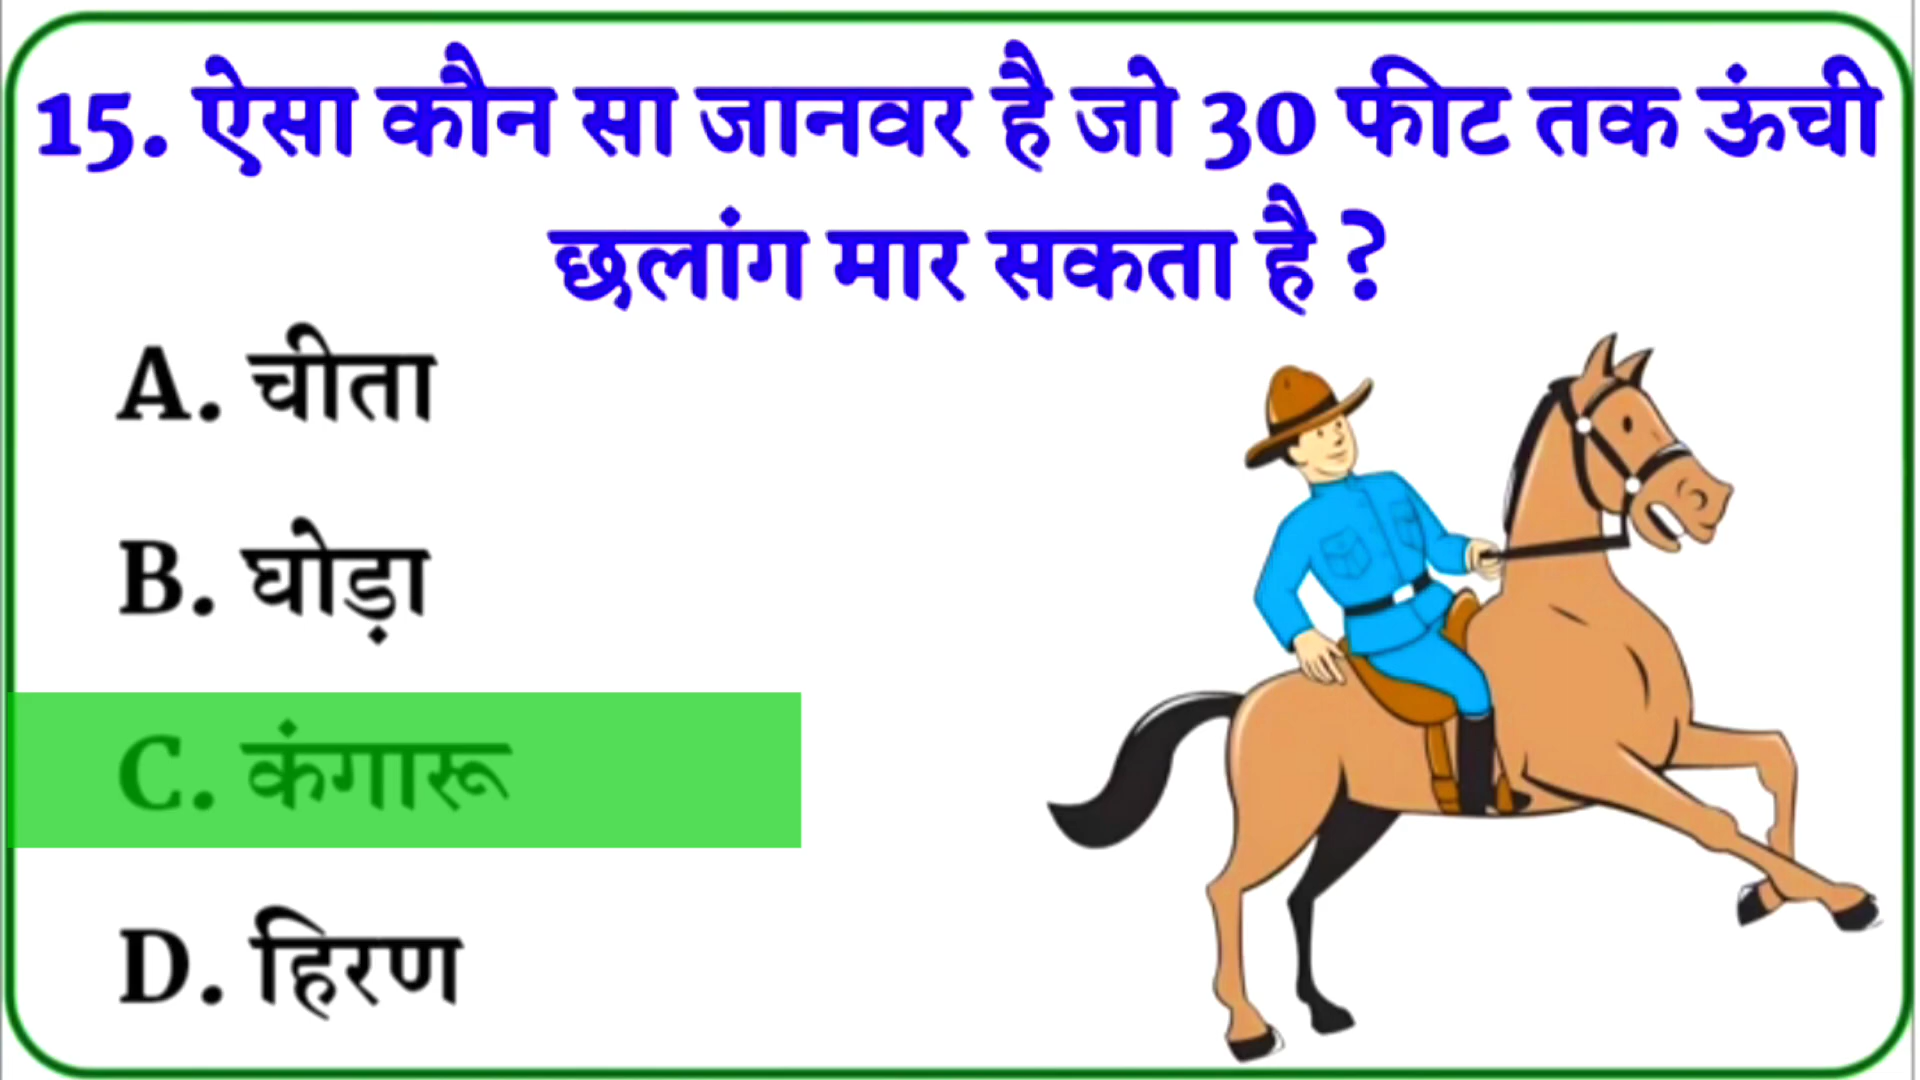 15. ऐसा कौन सा जानवर है जो 30 फीट तक ऊंची
छलांग मार सकता है ?
A. चीता
B. घोड़ा
C. कंगारू
D. हिरण